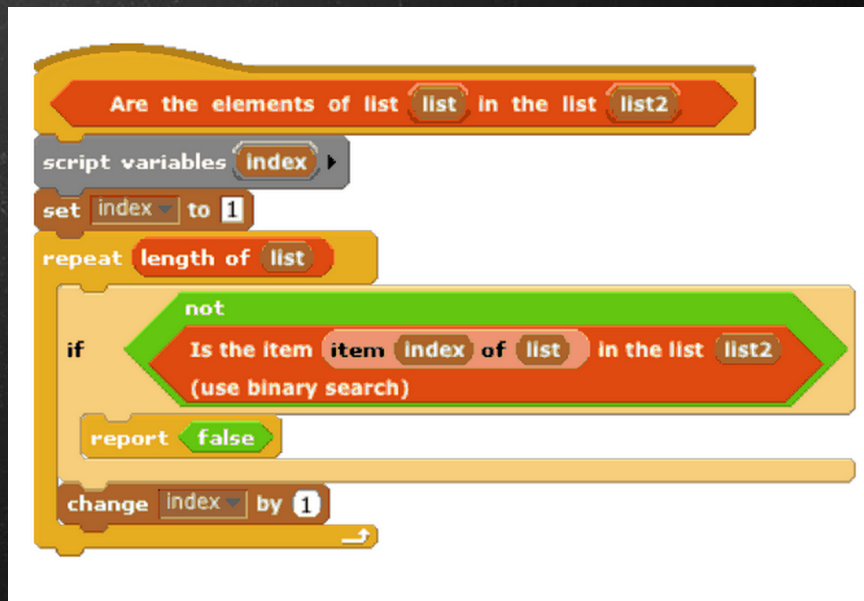 Are the elements of list list in the list list2
script variables index
set index to 1
repeat length of list
not
if Is the item item index of list in the list list2
(use binary search)
report false
change index by 1